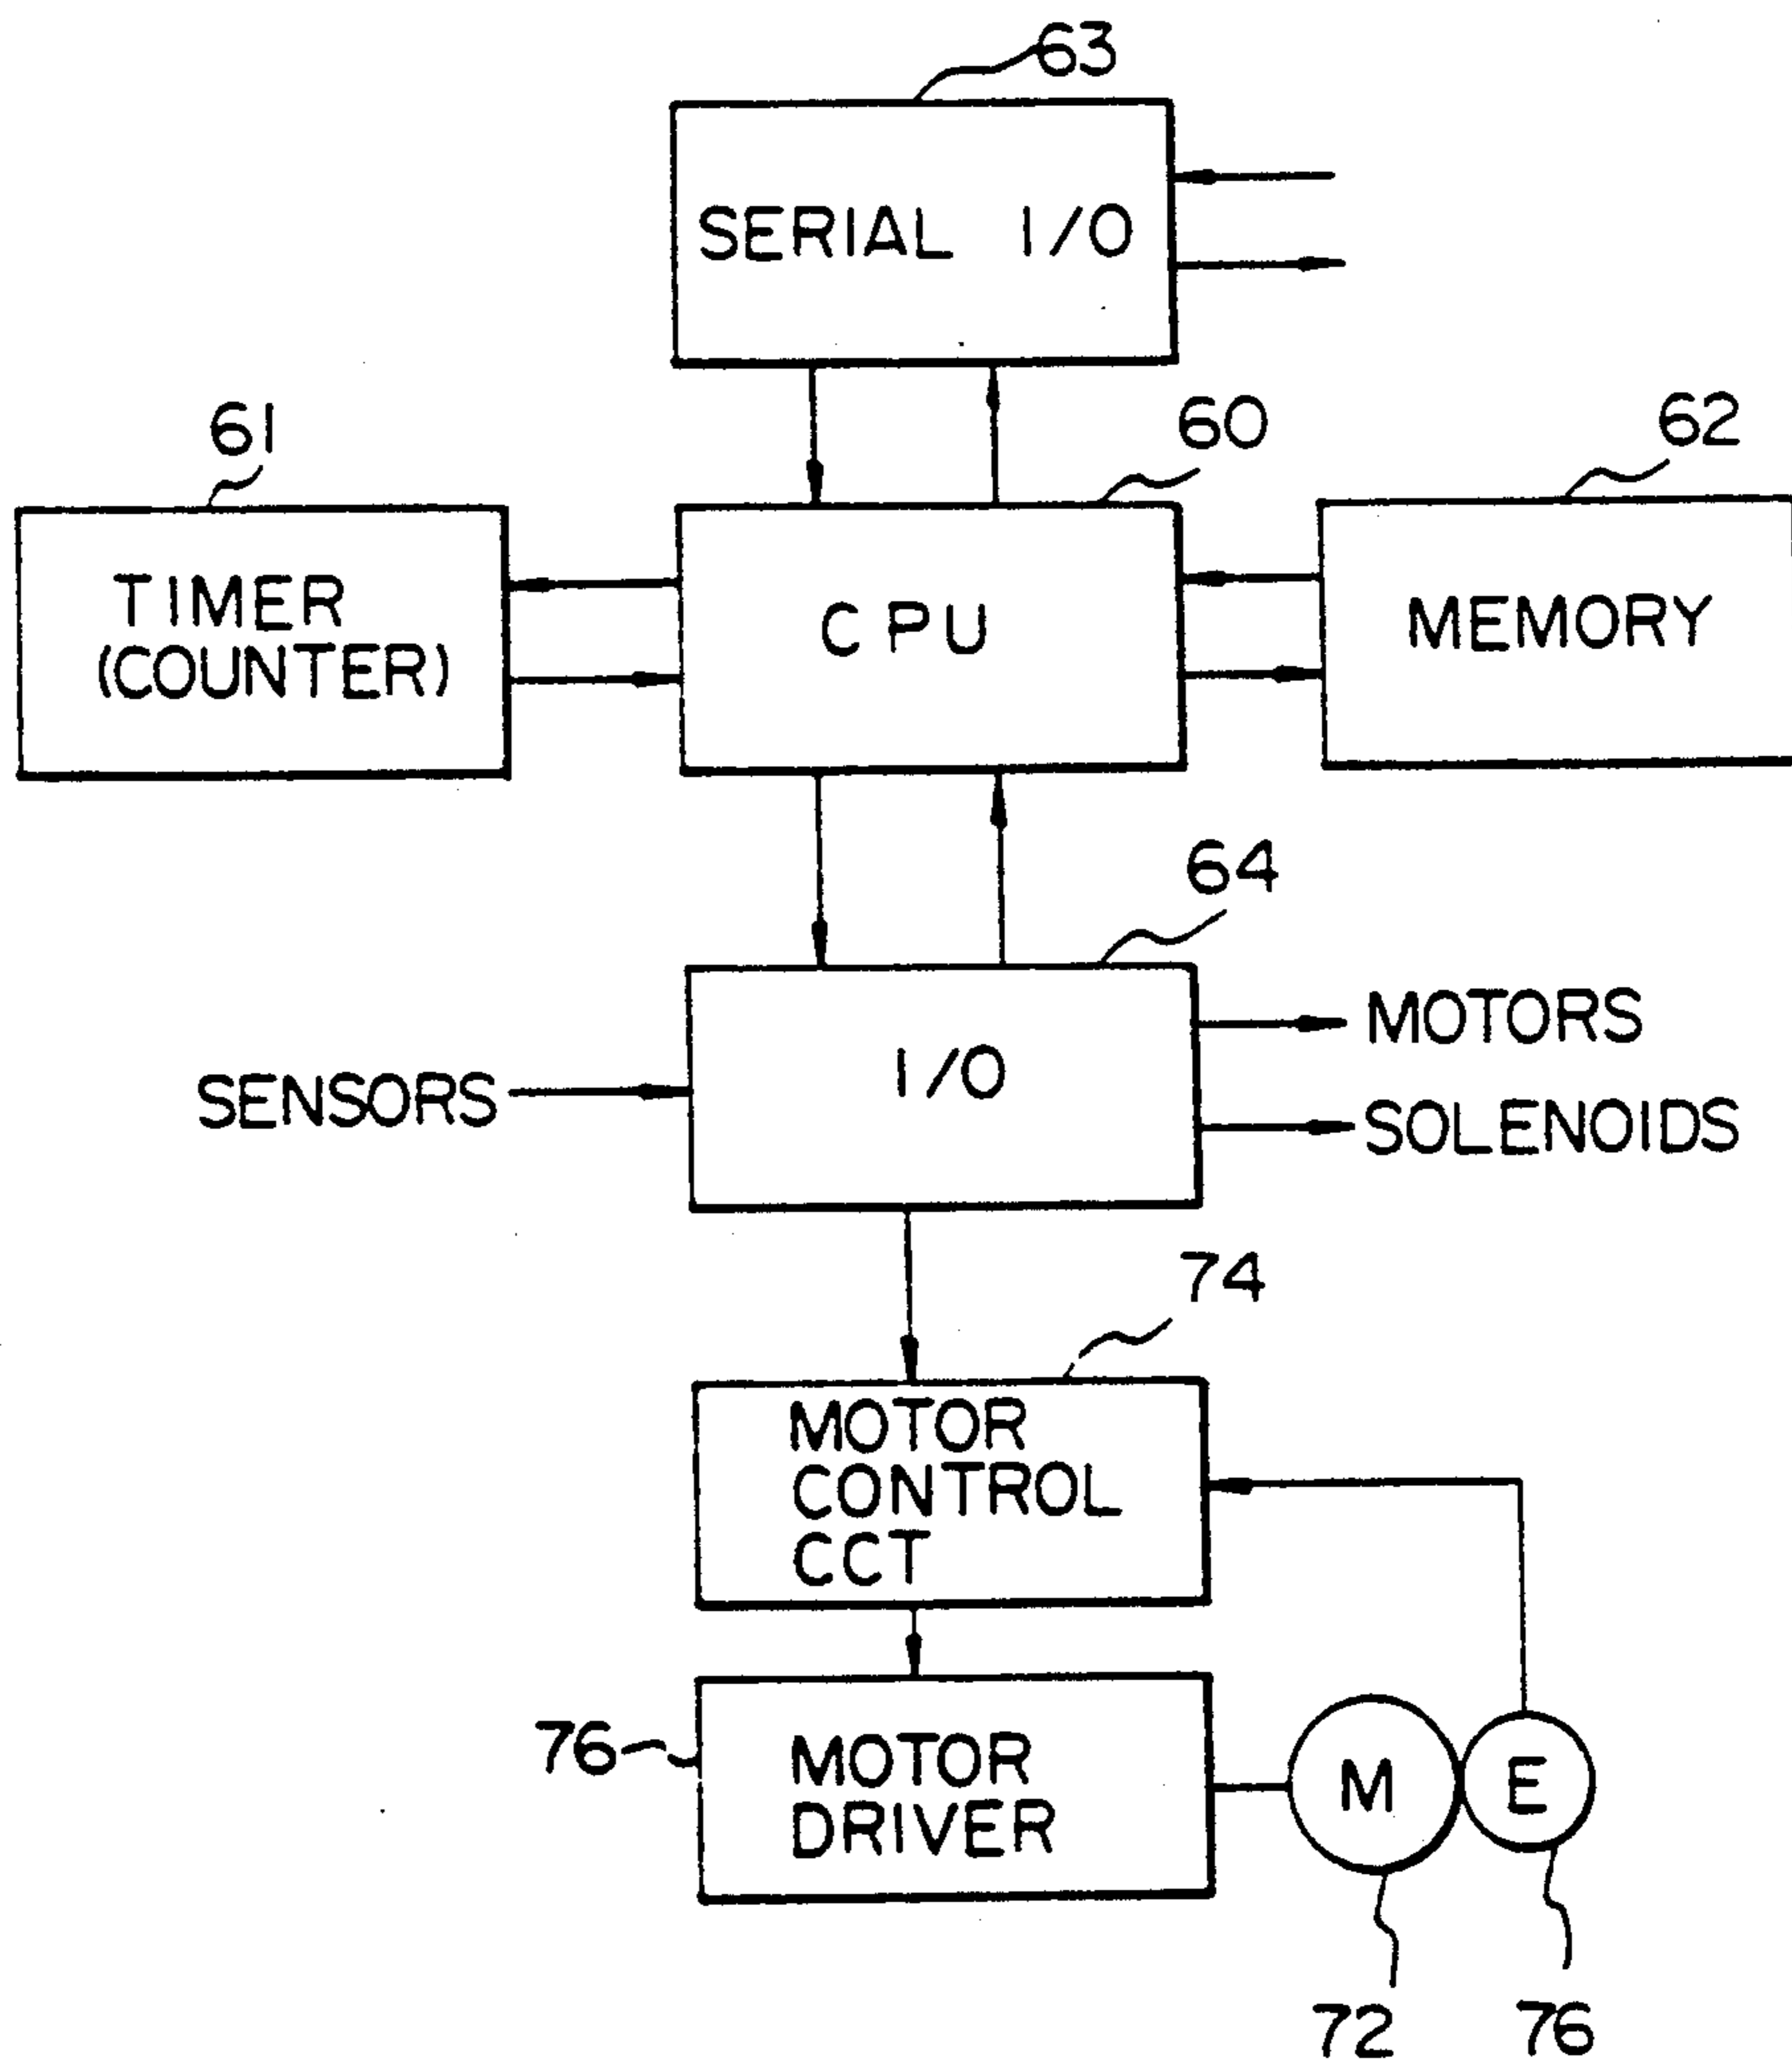 63
SERIAL I/O
61
60
62
TIMER
(COUNTER)
CPU
MEMORY
64
SENSORS
I/O
MOTORS
SOLENOIDS
74
MOTOR
CONTROL
CCT
76
MOTOR
DRIVER
M
E
72
76